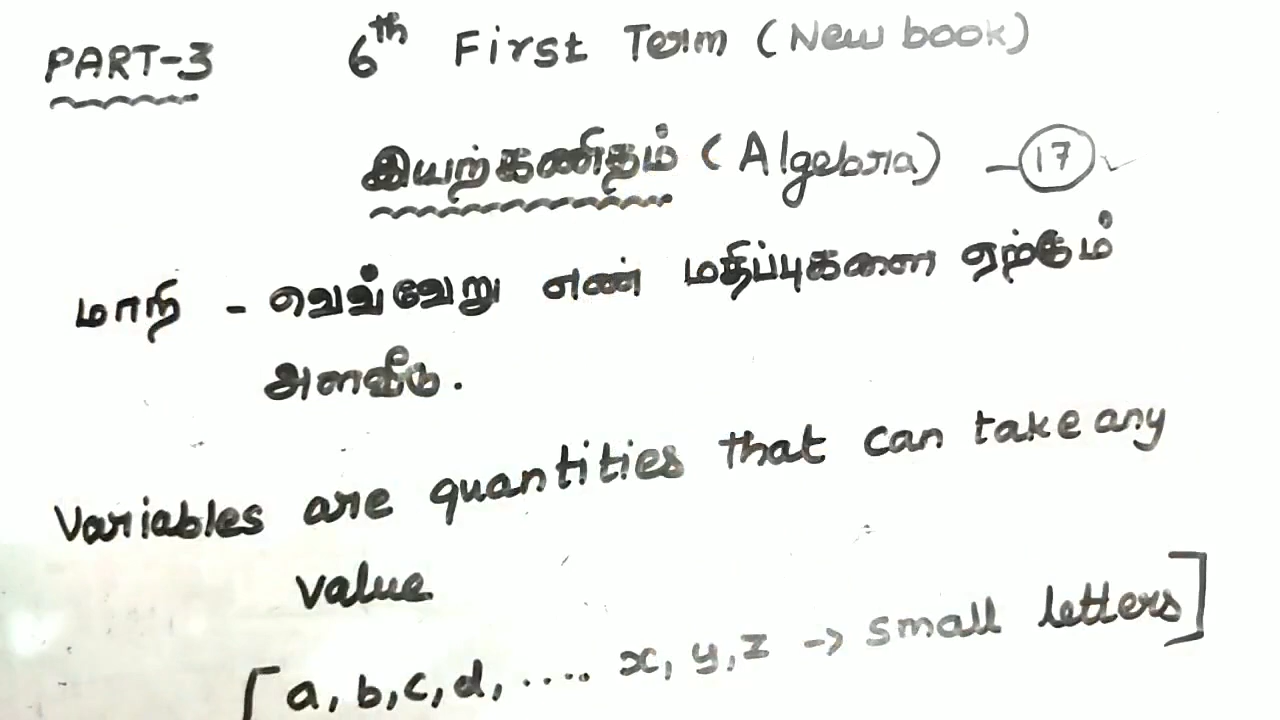 PART-3 6th First Term (New book)
இயற்கணிதம் (Algebra) - 17
மாறி - வெவ்வேறு எண் மதிப்புகளை ஏற்கும்
அளவீடு.
Variables are quantities that can take any
value
[a, b, c, d, .... x, y, z -> small letters]